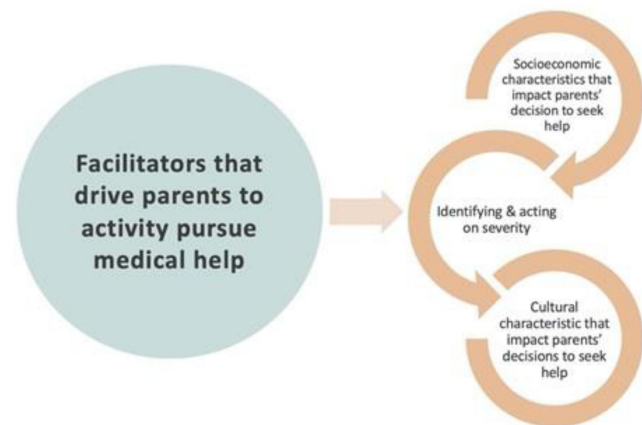 Facilitators that
drive parents to
activity pursue
medical help
Socioeconomic
characteristics that
impact parents'
decision to seek
help
Identifying & acting
on severity
Cultural
characteristic that
impact parents'
decisions to seek
help